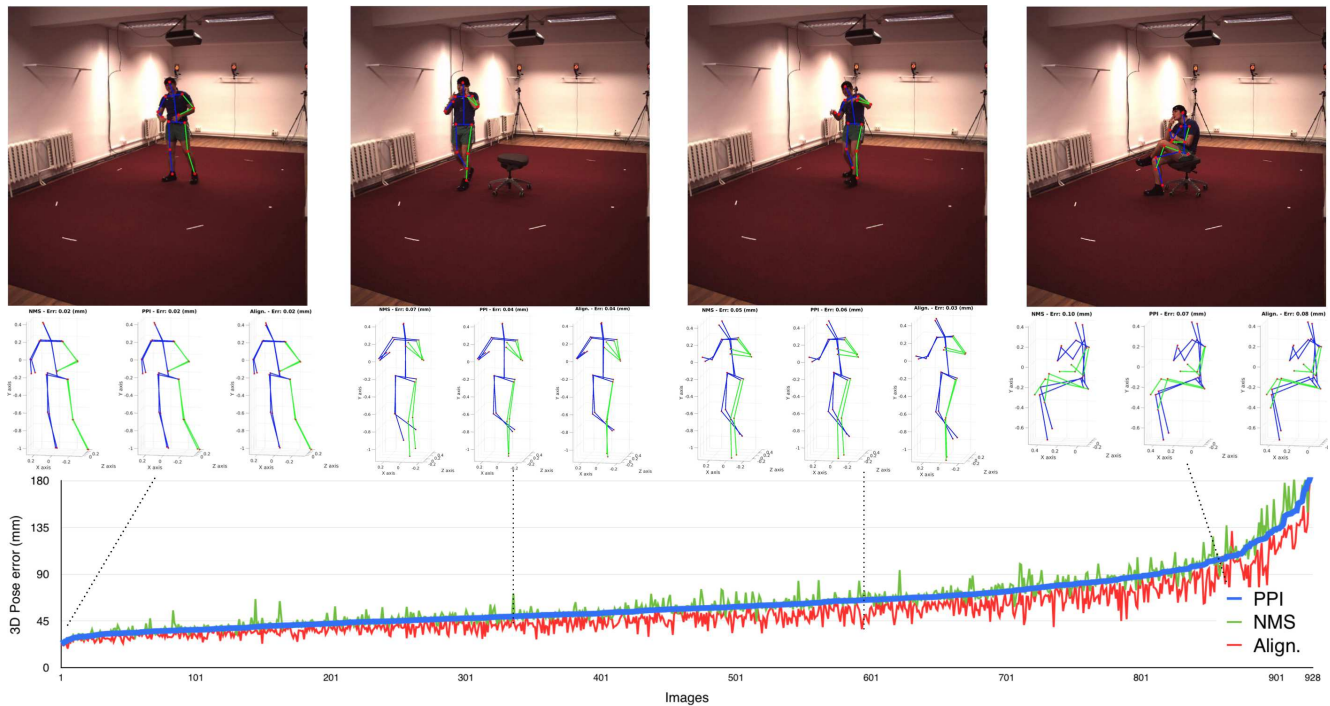 NMS - Err: 0.02 (mm)
PPI - Err: 0.02 (mm)
Align. - Err: 0.02 (mm)
NMS - Err: 0.07 (mm)
PPI - Err: 0.04 (mm)
Align. - Err: 0.04 (mm)
NMS - Err: 0.05 (mm)
PPI - Err: 0.06 (mm)
Align. - Err: 0.03 (mm)
NMS - Err: 0.10 (mm)
PPI - Err: 0.07 (mm)
Align. - Err: 0.08 (mm)
Y axis
X axis
Z axis
180
135
90
45
0
3D Pose error (mm)
PPI
NMS
Align.
1 101 201 301 401 501 601 701 801 901 928
Images